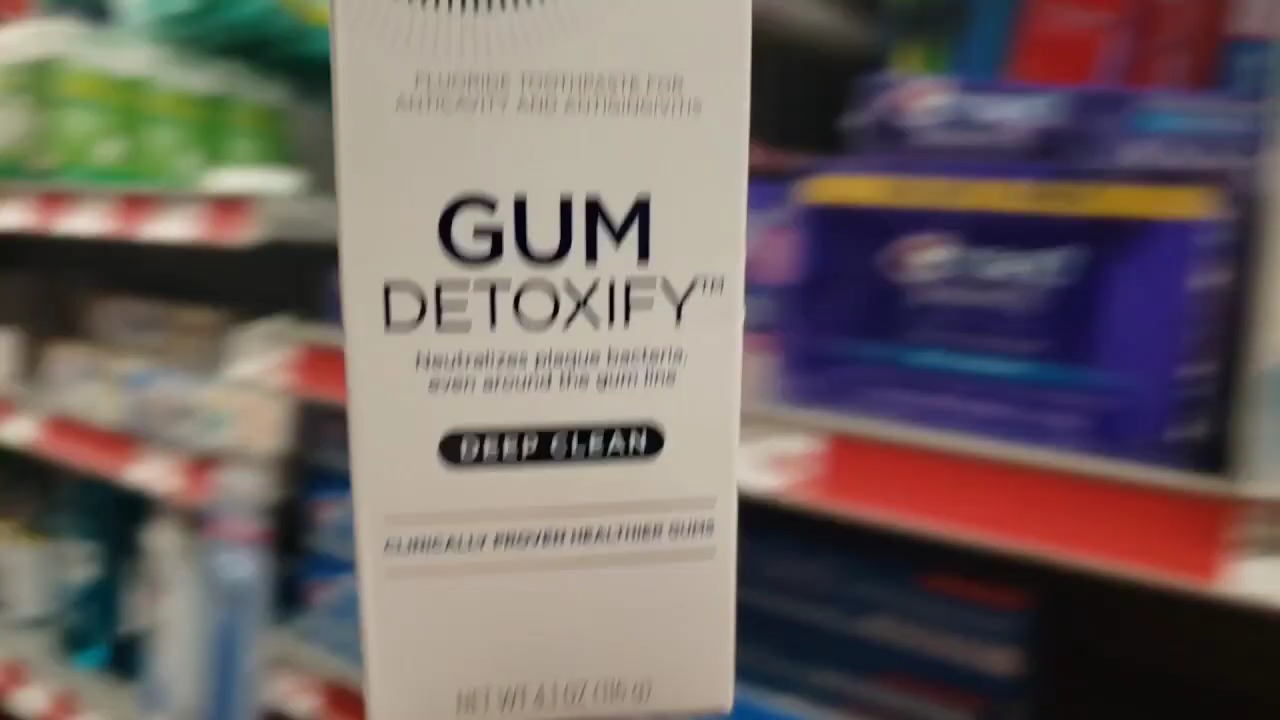 FLUORIDE TOOTHPASTE FOR
ANTICAVITY AND ANTIGINGIVITIS
GUM
DETOXIFY™
Neutralizes plaque bacteria,
even around the gum line
DEEP CLEAN
CLINICALLY PROVEN HEALTHIER GUMS
NET WT 4.1 OZ (116 g)
Crest